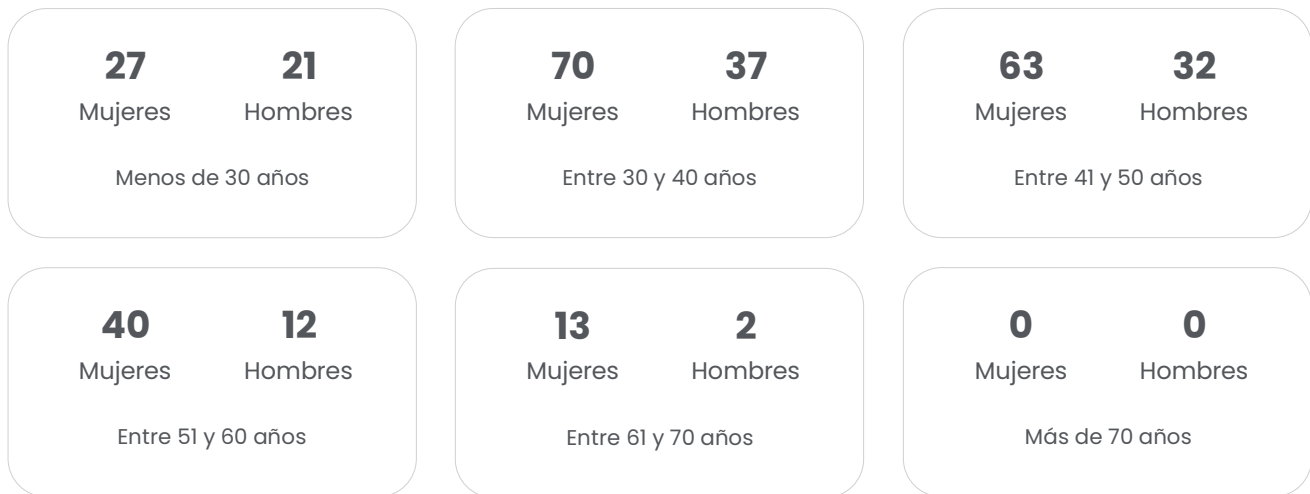 27 21 70 37 63 32
Mujeres Hombres Mujeres Hombres Mujeres Hombres
Menos de 30 años Entre 30 y 40 años Entre 41 y 50 años
40 12 13 2 0 0
Mujeres Hombres Mujeres Hombres Mujeres Hombres
Entre 51 y 60 años Entre 61 y 70 años Más de 70 años